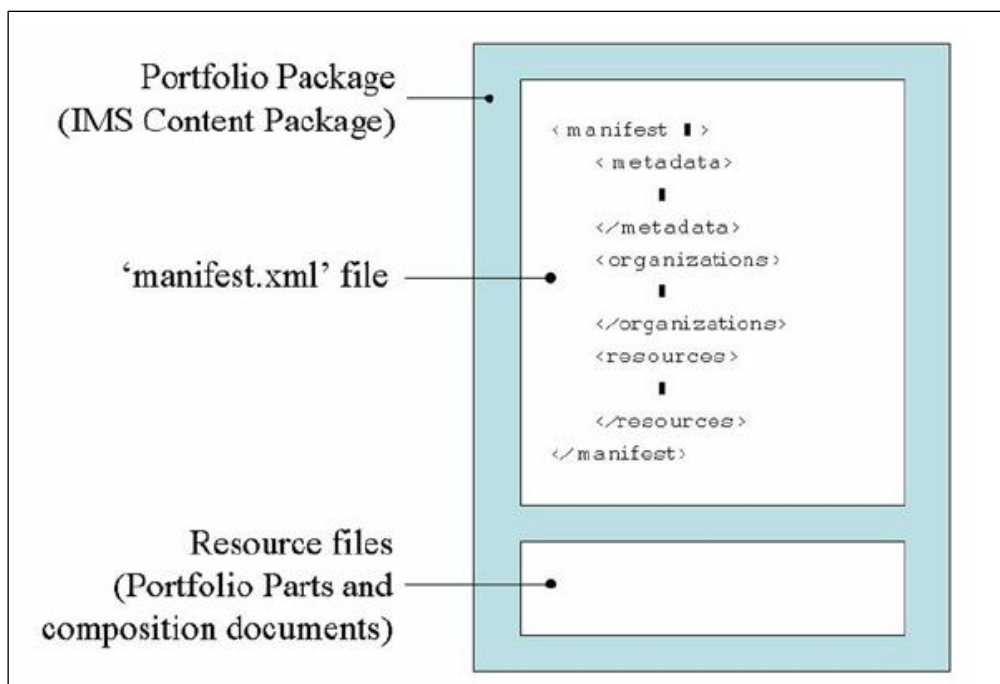 Portfolio Package
(IMS Content Package)
<manifest ▮ >
<metadata>
▮
</metadata>
‘manifest.xml’ file
<organizations>
▮
</organizations>
<resources>
▮
</resources>
</manifest>
Resource files
(Portfolio Parts and
composition documents)